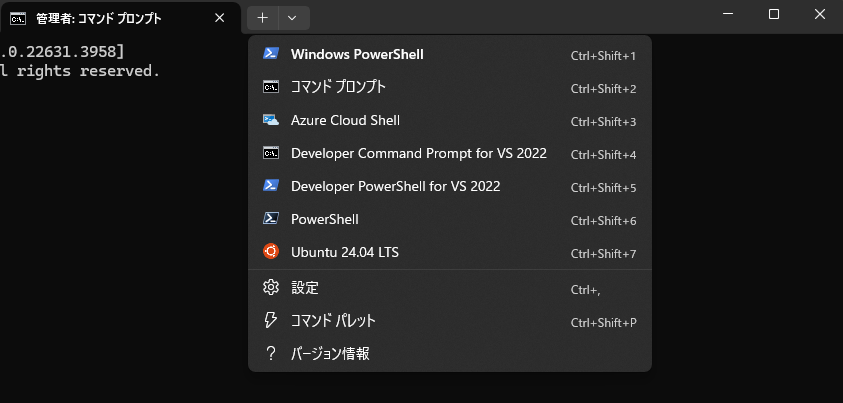 管理者: コマンド プロンプト
.0.22631.3958]
l rights reserved.
Windows PowerShell Ctrl+Shift+1
コマンド プロンプト Ctrl+Shift+2
Azure Cloud Shell Ctrl+Shift+3
Developer Command Prompt for VS 2022 Ctrl+Shift+4
Developer PowerShell for VS 2022 Ctrl+Shift+5
PowerShell Ctrl+Shift+6
Ubuntu 24.04 LTS Ctrl+Shift+7
設定 Ctrl+,
コマンド パレット Ctrl+Shift+P
バージョン情報